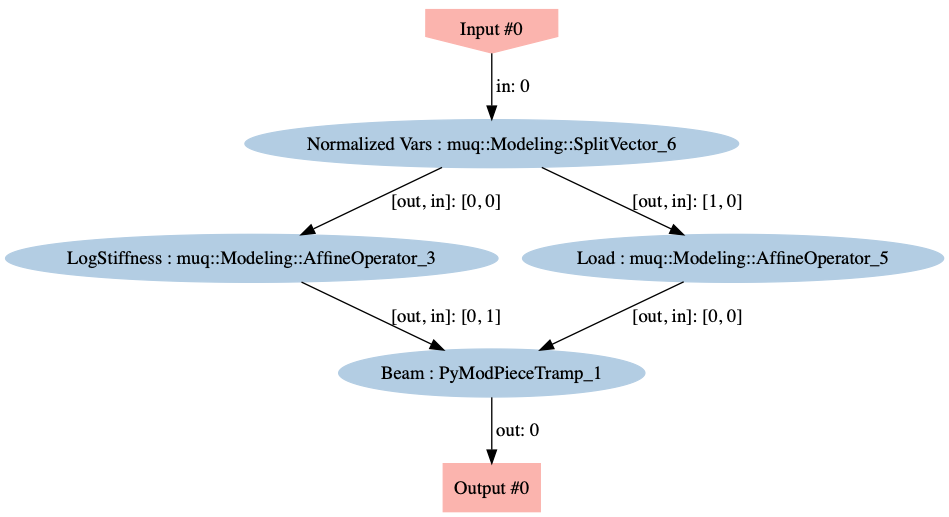 Input #0
in: 0
Normalized Vars : muq::Modeling::SplitVector_6
[out, in]: [0, 0]
[out, in]: [1, 0]
LogStiffness : muq::Modeling::AffineOperator_3
Load : muq::Modeling::AffineOperator_5
[out, in]: [0, 1]
[out, in]: [0, 0]
Beam : PyModPieceTramp_1
out: 0
Output #0